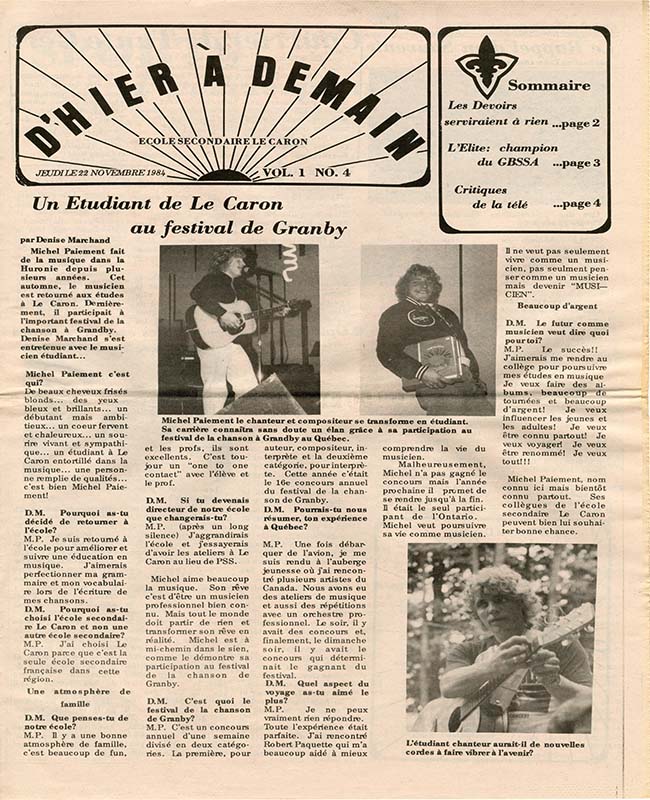 D'HIER À DEMAIN
ECOLE SECONDAIRE LE CARON
JEUDI LE 22 NOVEMBRE 1984
VOL. 1 NO. 4
Sommaire
Les Devoirs
serviraient à rien ...page 2
L'Elite: champion
du GBSSA ...page 3
Critiques
de la télé ...page 4
Un Etudiant de Le Caron
au festival de Granby
par Denise Marchand
Michel Paiement fait
de la musique dans la
Huronie depuis plu-
sieurs années. Cet
automne, le musicien
est retourné aux études
à Le Caron. Dernière-
ment, il participait à
l'important festival de la
chanson à Grandby.
Denise Marchand s'est
entretenue avec le musi-
cien étudiant...
Michel Paiement c'est
qui?
De beaux cheveux frisés
blonds... des yeux
bleux et brillants... un
débutant mais ambi-
tieux... un coeur fervent
et chaleureux... un sou-
rire vivant et sympathi-
que... un étudiant à Le
Caron entortillé dans la
musique... une person-
ne remplie de qualités...
c'est bien Michel Paie-
ment!
D.M. Pourquoi as-tu
décidé de retourner à
l'école?
M.P. Je suis retourné à
l'école pour améliorer et
suivre une éducation en
musique. J'aimerais
perfectionner ma gram-
maire et mon vocabulai-
re lors de l'écriture de
mes chansons.
D.M. Pourquoi as-tu
choisi l'école secondai-
re Le Caron et non une
autre école secondaire?
M.P. J'ai choisi Le
Caron parce que c'est la
seule école secondaire
française dans cette
région.
Une atmosphère de
famille
D.M. Que penses-tu de
notre école?
M.P. Il y a une bonne
atmosphère de famille,
c'est beaucoup de fun,
Michel Paiement le chanteur et compositeur se transforme en étudiant.
Sa carrière connaîtra sans doute un élan grâce à sa participation au
festival de la chanson à Grandby au Québec.
et les profs, ils sont
excellents. C'est tou-
jour un "one to one
contact" avec l'élève et
le prof.
D.M. Si tu devenais
directeur de notre école
que changerais-tu?
M.P. (après un long
silence) J'aggrandirais
l'école et j'essayerais
d'avoir les ateliers à Le
Caron au lieu de PSS.
Michel aime beaucoup
la musique. Son rêve
c'est d'être un musicien
professionnel bien con-
nu. Mais tout le monde
doit partir de rien et
transformer son rêve en
réalité. Michel est à
mi-chemin dans le sien,
comme le démontre sa
participation au festival
de la chanson de
Granby.
D.M. C'est quoi le
festival de la chanson
de Granby?
M.P. C'est un concours
annuel d'une semaine
divisé en deux catégo-
ries. La première, pour
auteur, compositeur, in-
terprète et la deuxième
catégorie, pour interprè-
te. Cette année c'était
le 16e concours annuel
du festival de la chan-
son de Granby.
D.M. Pourrais-tu nous
résumer, ton expérience
à Québec?
M.P. Une fois débar-
quer de l'avion, je me
suis rendu à l'auberge
jeunesse où j'ai rencon-
tré plusieurs artistes du
Canada. Nous avons eu
des ateliers de musique
et aussi des répétitions
avec un orchestre pro-
fessionnel. Le soir, il y
avait des concours et,
finalement, le dimanche
soir, il y avait le
concours qui détermi-
nait le gagnant du
festival.
D.M. Quel aspect du
voyage as-tu aimé le
plus?
M.P. Je ne peux
vraiment rien répondre.
Toute l'expérience était
parfaite. J'ai rencontré
Robert Paquette qui m'a
beaucoup aidé à mieux
comprendre la vie du
musicien.
Malheureusement,
Michel n'a pas gagné le
concours mais l'année
prochaine il promet de
se rendre jusqu'à la fin.
Il était le seul partici-
pant de l'Ontario.
Michel veut poursuivre
sa vie comme musicien.
Il ne veut pas seulement
vivre comme un musi-
cien, pas seulment pen-
ser comme un musicien
mais devenir "MUSI-
CIEN".
Beaucoup d'argent
D.M. Le futur comme
musicien veut dire quoi
pour toi?
M.P. Le succès!!
J'aimerais me rendre au
collège pour poursuivre
mes études en musique
Je veux faire des al-
bums, beaucoup de
tournées et beaucoup
d'argent! Je veux
influencer les jeunes et
les adultes! Je veux
être connu partout! Je
veux voyager! Je veux
être renommé! Je veux
tout!!!
Michel Paiement, nom
connu ici mais bientôt
connu partout. Ses
collègues de l'école
secondaire Le Caron
peuvent bien lui souhai-
ter bonne chance.
L'étudiant chanteur aurait-il de nouvelles
cordes à faire vibrer à l'avenir?